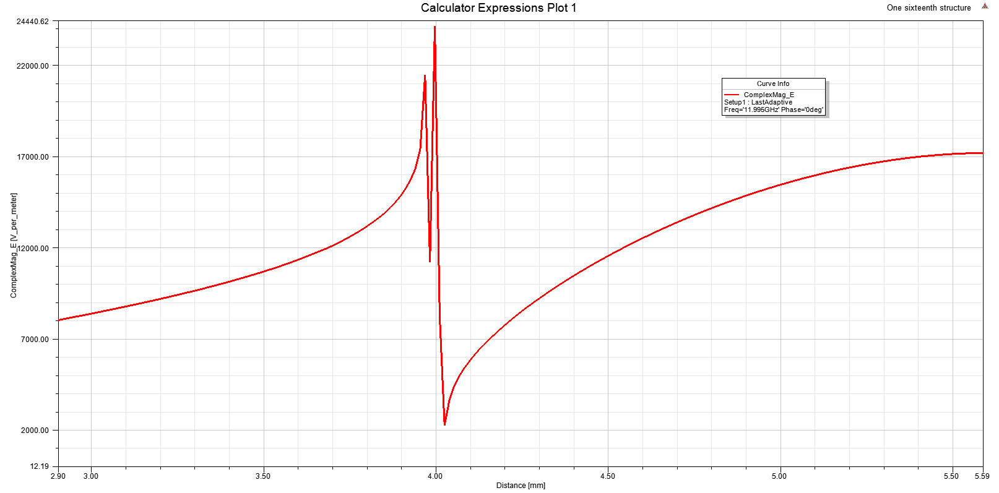 Calculator Expressions Plot 1
One sixteenth structure
24440.62
22000.00
17000.00
12000.00
7000.00
2000.00
12.19
ComplexMag_E [V_per_meter]
Curve Info
ComplexMag_E
Setup1 : LastAdaptive
Freq='11.995GHz' Phase='0deg'
2.90 3.00 3.50 4.00 4.50 5.00 5.50 5.59
Distance [mm]